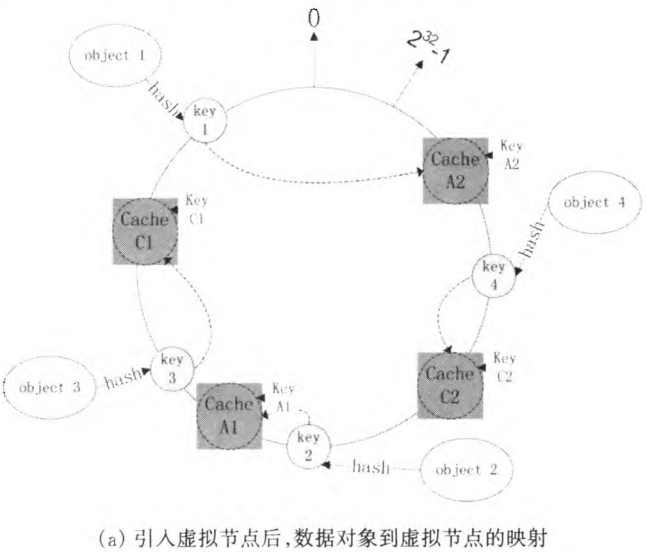 0
2^32-1
object 1
hash
key
1
Cache
A2
Key
A2
object 4
hash
key
4
Cache
C1
Key
C1
key
3
hash
object 3
Cache
A1
Key
A1
key
2
hash
object 2
Cache
C2
Key
C2
(a) 引入虚拟节点后,数据对象到虚拟节点的映射